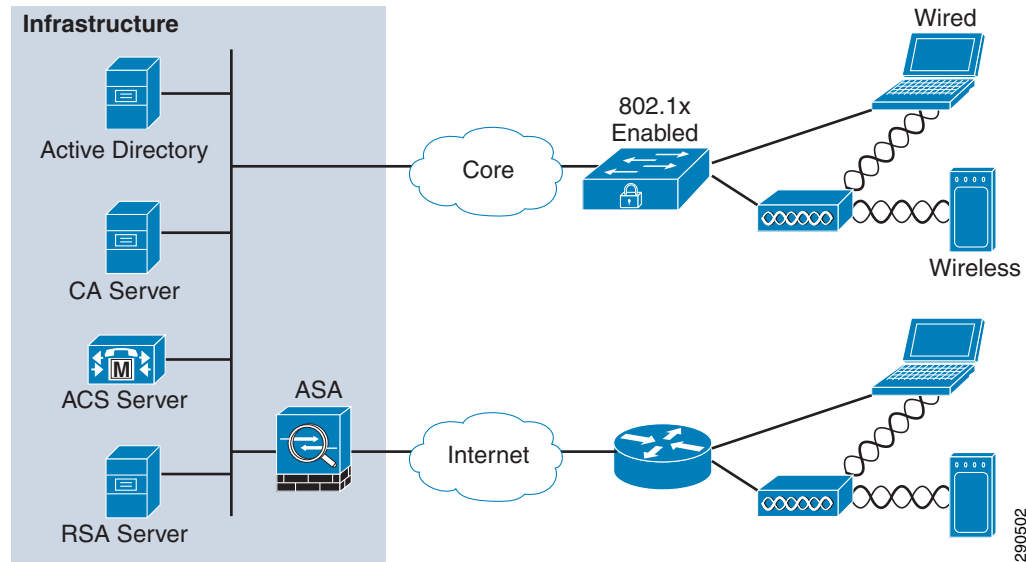 Infrastructure
Active Directory
CA Server
M
ACS Server
RSA Server
ASA
Core
Internet
802.1x
Enabled
Wired
Wireless
290502